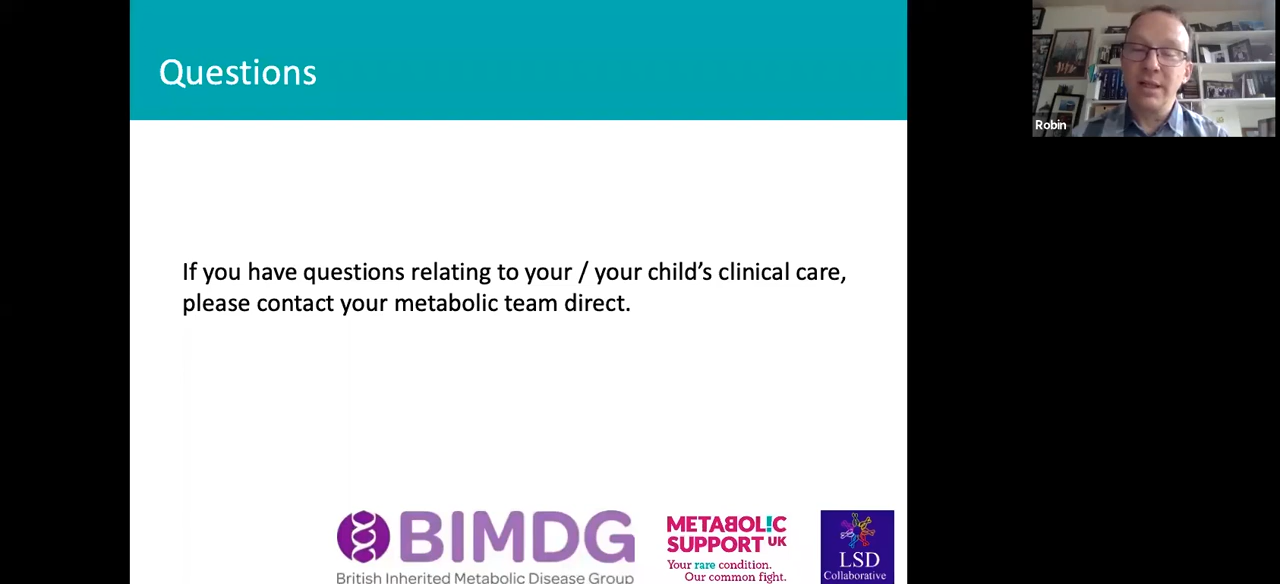 Questions
Robin
If you have questions relating to your / your child’s clinical care,
please contact your metabolic team direct.
BIMDG
British Inherited Metabolic Disease Group
METABOL!C
SUPPORT UK
Your rare condition.
Our common fight.
LSD
Collaborative